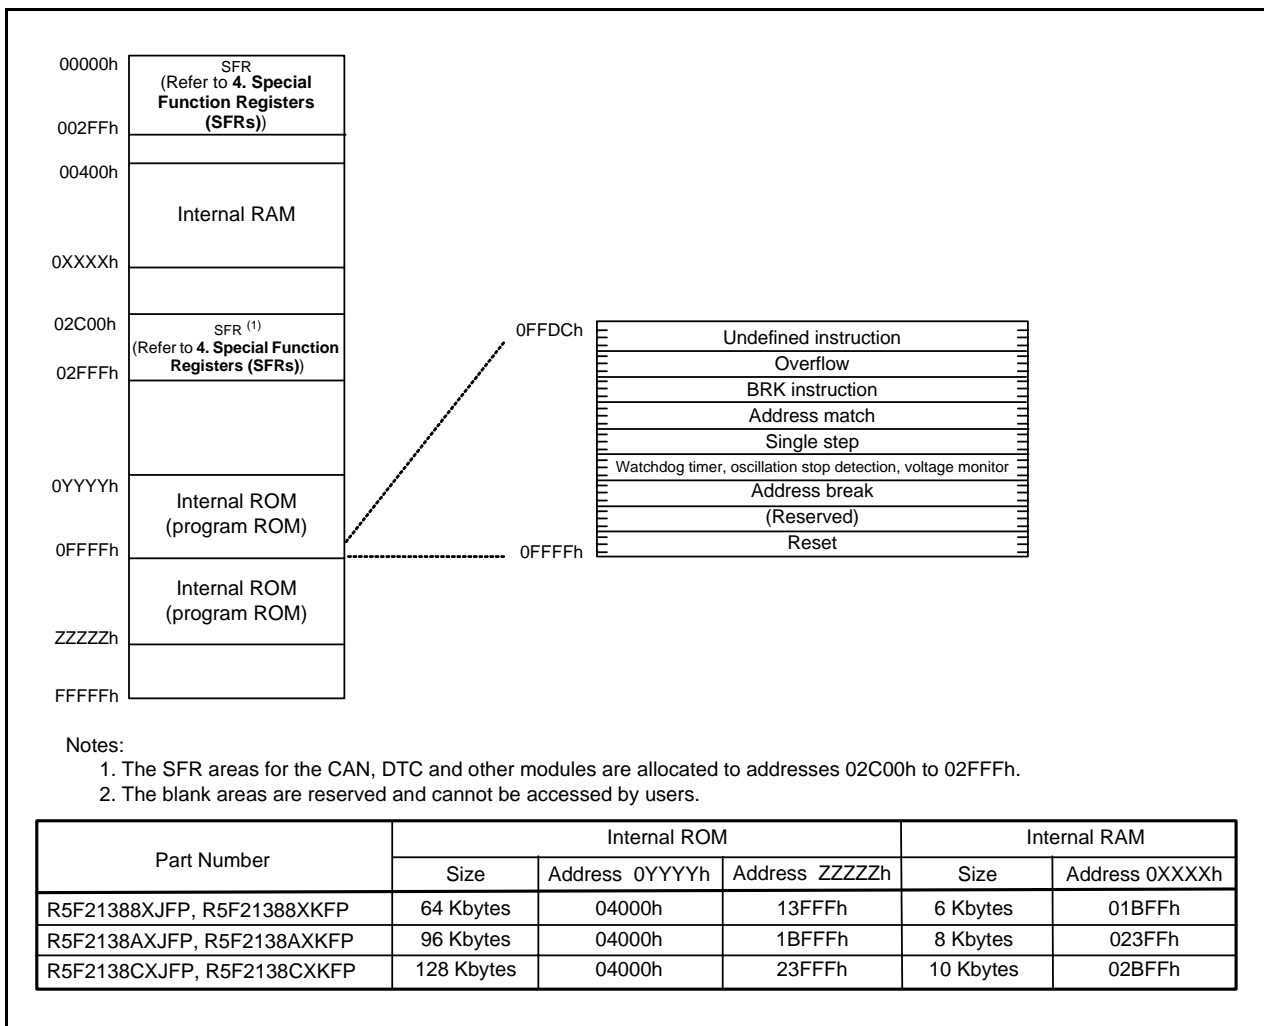 00000h
SFR
(Refer to 4. Special
Function Registers
(SFRs))
002FFh
00400h
Internal RAM
0XXXXh
02C00h
SFR (1)
(Refer to 4. Special Function
Registers (SFRs))
02FFFh
0YYYYh
Internal ROM
(program ROM)
0FFFFh
Internal ROM
(program ROM)
ZZZZZh
FFFFFh
0FFDCh
Undefined instruction
Overflow
BRK instruction
Address match
Single step
Watchdog timer, oscillation stop detection, voltage monitor
Address break
(Reserved)
Reset
0FFFFh
Notes:
1. The SFR areas for the CAN, DTC and other modules are allocated to addresses 02C00h to 02FFFh.
2. The blank areas are reserved and cannot be accessed by users.
Part Number Internal ROM Internal RAM
Size Address 0YYYYh Address ZZZZZh Size Address 0XXXXh
R5F21388XJFP, R5F21388XKFP 64 Kbytes 04000h 13FFFh 6 Kbytes 01BFFh
R5F2138AXJFP, R5F2138AXKFP 96 Kbytes 04000h 1BFFFh 8 Kbytes 023FFh
R5F2138CXJFP, R5F2138CXKFP 128 Kbytes 04000h 23FFFh 10 Kbytes 02BFFh